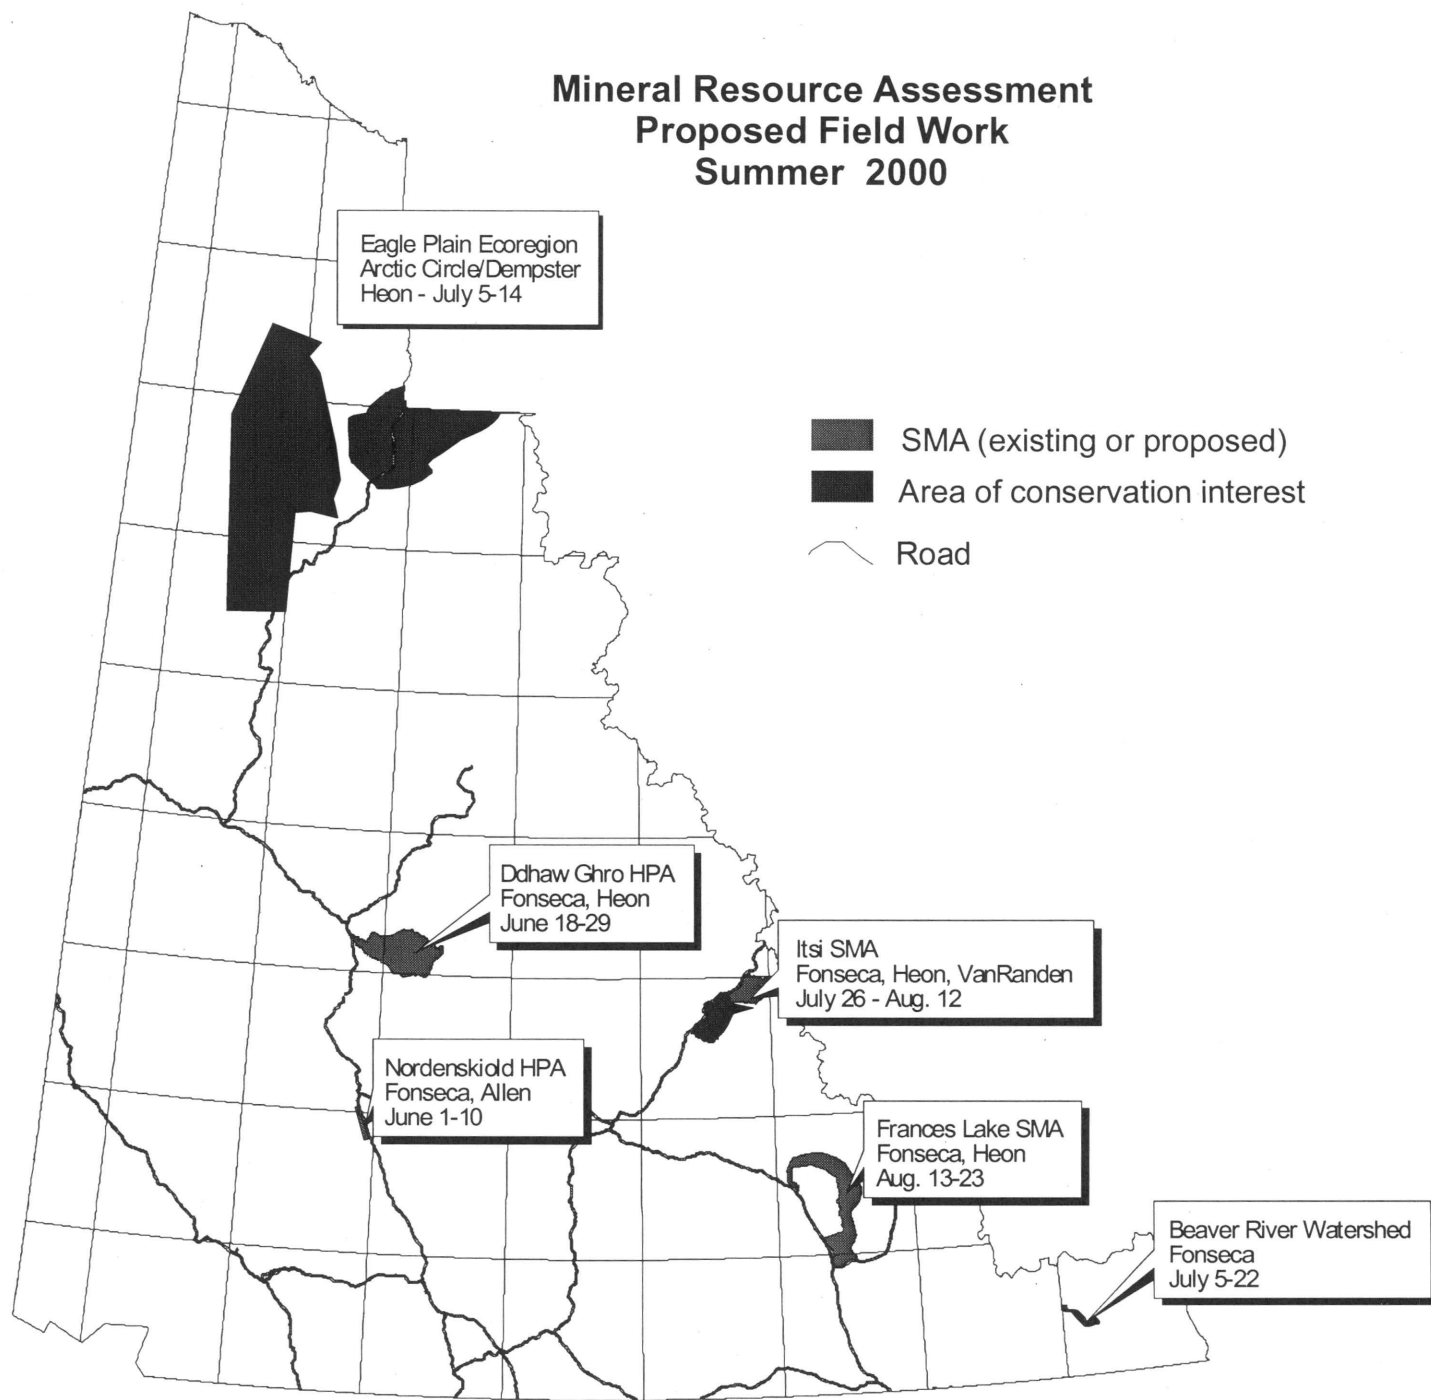 Mineral Resource Assessment
Proposed Field Work
Summer 2000
Eagle Plain Ecoregion
Arctic Circle/Dempster
Heon - July 5-14
SMA (existing or proposed)
Area of conservation interest
Road
Ddhaw Ghro HPA
Fonseca, Heon
June 18-29
Itsi SMA
Fonseca, Heon, VanRanden
July 26 - Aug. 12
Nordenskiold HPA
Fonseca, Allen
June 1-10
Frances Lake SMA
Fonseca, Heon
Aug. 13-23
Beaver River Watershed
Fonseca
July 5-22